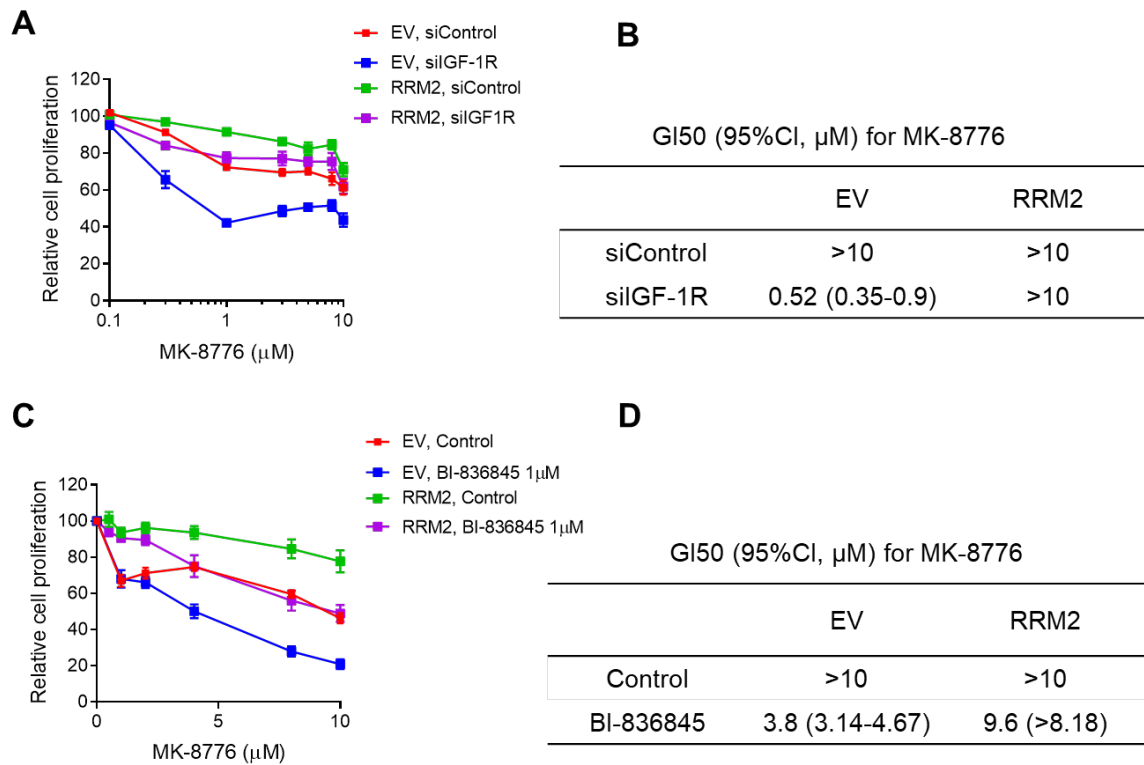 A
EV, siControl
EV, siIGF-1R
RRM2, siControl
RRM2, siIGF1R
120
100
80
60
40
20
0
0.1
1
10
Relative cell proliferation
MK-8776 (μM)
B
GI50 (95%CI, μM) for MK-8776
EV RRM2
siControl >10 >10
siIGF-1R 0.52 (0.35-0.9) >10
C
EV, Control
EV, BI-836845 1μM
RRM2, Control
RRM2, BI-836845 1μM
120
100
80
60
40
20
0
0
5
10
Relative cell proliferation
MK-8776 (μM)
D
GI50 (95%CI, μM) for MK-8776
EV RRM2
Control >10 >10
BI-836845 3.8 (3.14-4.67) 9.6 (>8.18)